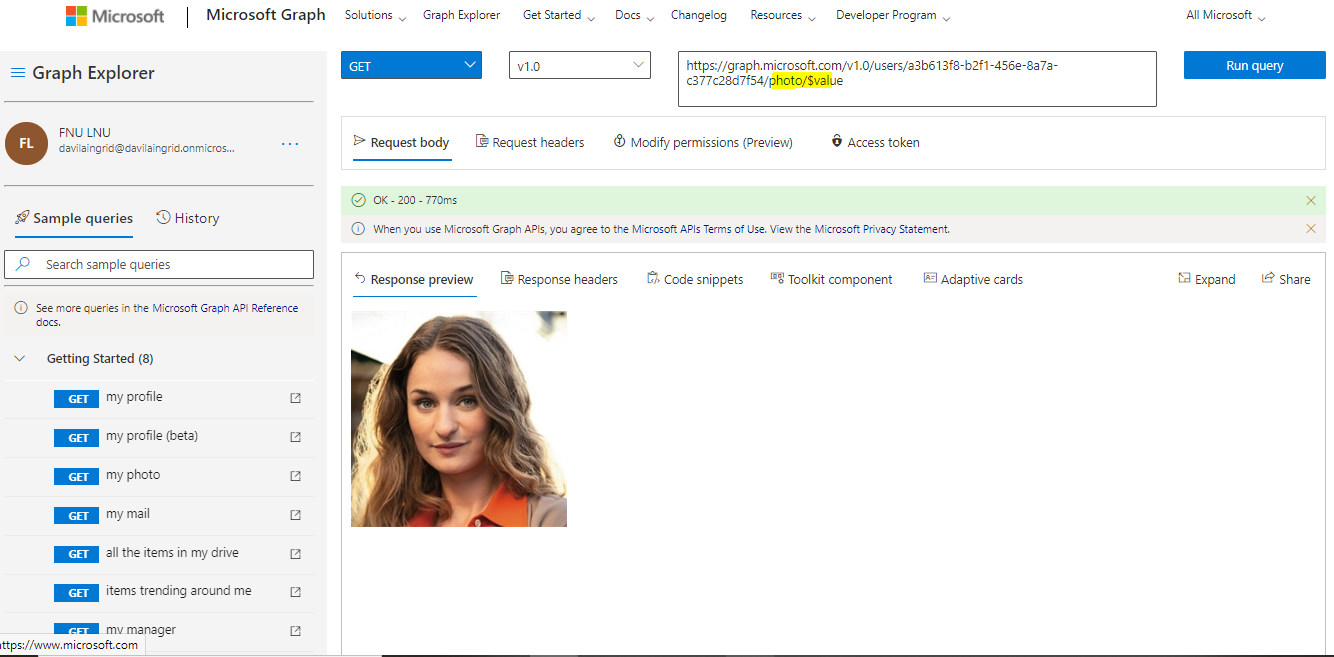 Microsoft | Microsoft Graph Solutions Graph Explorer Get Started Docs Changelog Resources Developer Program All Microsoft
Graph Explorer
GET v1.0
https://graph.microsoft.com/v1.0/users/a3b613f8-b2f1-456e-8a7a-
c377c28d7f54/photo/$value
Run query
FL
FNU LNU
davilaingrid@davilaingrid.onmicros...
...
Request body Request headers Modify permissions (Preview) Access token
Sample queries History
OK - 200 - 770ms
When you use Microsoft Graph APIs, you agree to the Microsoft APIs Terms of Use. View the Microsoft Privacy Statement.
Search sample queries
See more queries in the Microsoft Graph API Reference
docs.
Response preview Response headers Code snippets Toolkit component Adaptive cards Expand Share
Getting Started (8)
GET my profile
GET my profile (beta)
GET my photo
GET my mail
GET all the items in my drive
GET items trending around me
GET my manager
ttps://www.microsoft.com